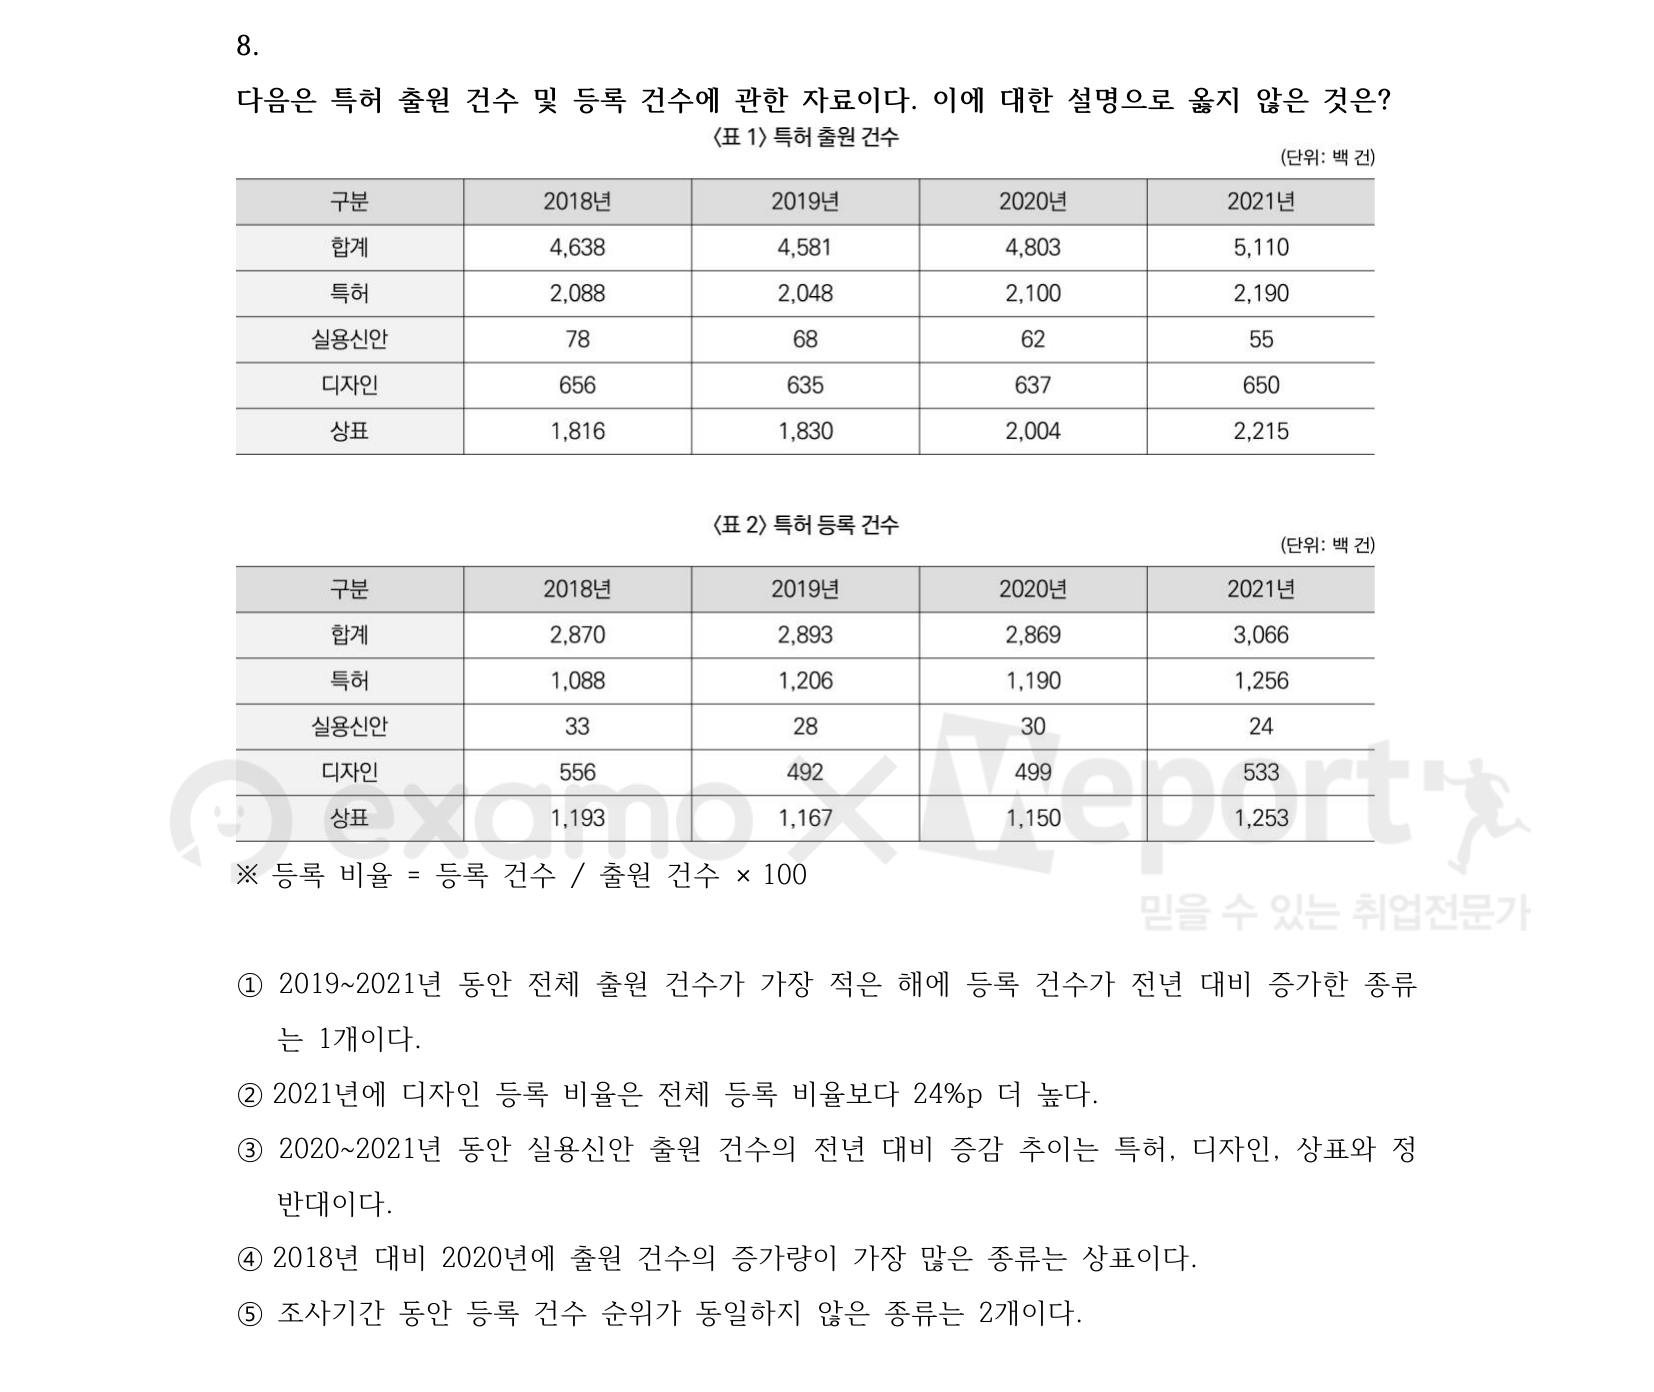 8.
다음은 특허 출원 건수 및 등록 건수에 관한 자료이다. 이에 대한 설명으로 옳지 않은 것은?
〈표 1〉 특허 출원 건수
(단위: 백 건)
구분 2018년 2019년 2020년 2021년
합계 4,638 4,581 4,803 5,110
특허 2,088 2,048 2,100 2,190
실용신안 78 68 62 55
디자인 656 635 637 650
상표 1,816 1,830 2,004 2,215
〈표 2〉 특허 등록 건수
(단위: 백 건)
구분 2018년 2019년 2020년 2021년
합계 2,870 2,893 2,869 3,066
특허 1,088 1,206 1,190 1,256
실용신안 33 28 30 24
디자인 556 492 499 533
상표 1,193 1,167 1,150 1,253
examo × Weport
※ 등록 비율 = 등록 건수 / 출원 건수 × 100
믿을 수 있는 취업전문가
① 2019~2021년 동안 전체 출원 건수가 가장 적은 해에 등록 건수가 전년 대비 증가한 종류
는 1개이다.
② 2021년에 디자인 등록 비율은 전체 등록 비율보다 24%p 더 높다.
③ 2020~2021년 동안 실용신안 출원 건수의 전년 대비 증감 추이는 특허, 디자인, 상표와 정
반대이다.
④ 2018년 대비 2020년에 출원 건수의 증가량이 가장 많은 종류는 상표이다.
⑤ 조사기간 동안 등록 건수 순위가 동일하지 않은 종류는 2개이다.